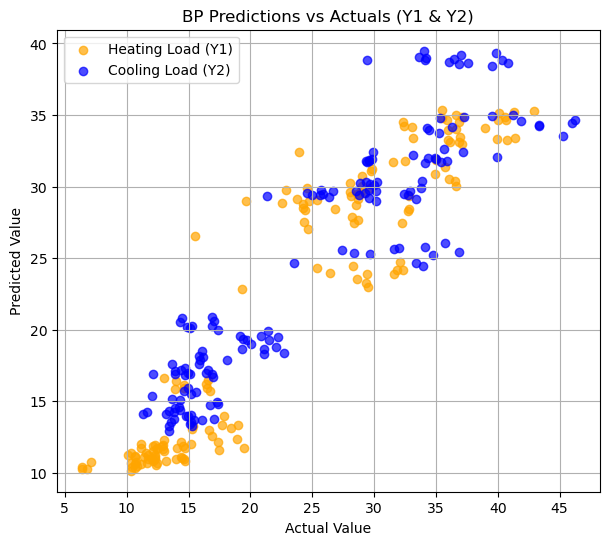 BP Predictions vs Actuals (Y1 & Y2)
Heating Load (Y1)
Cooling Load (Y2)
Predicted Value
40
35
30
25
20
15
10
5 10 15 20 25 30 35 40 45
Actual Value